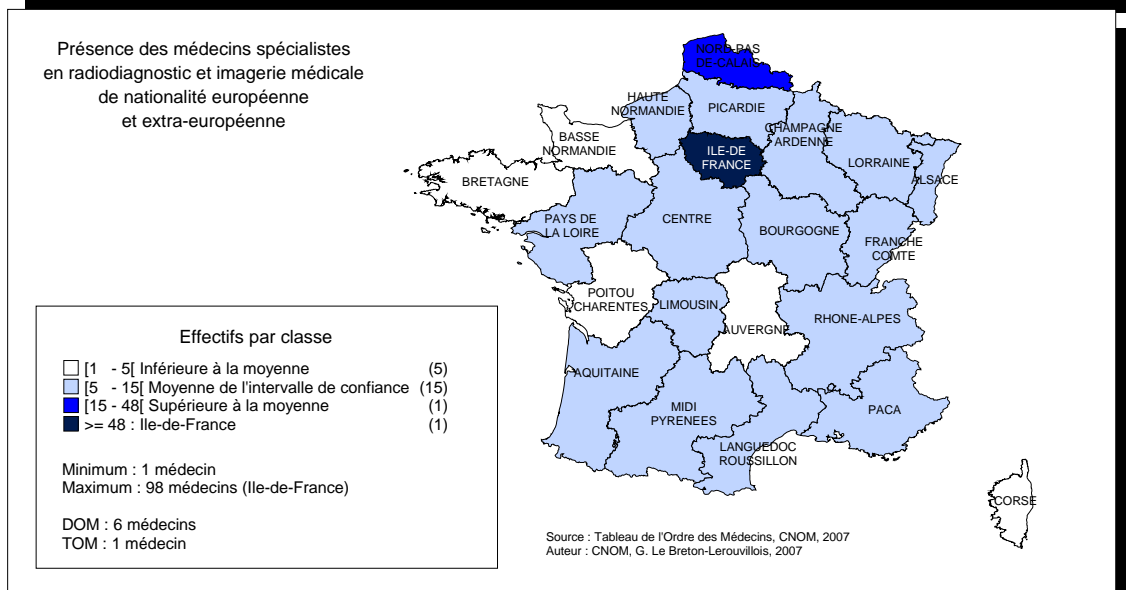 Présence des médecins spécialistes
en radiodiagnostic et imagerie médicale
de nationalité européenne
et extra-européenne
NORD-PAS
DE CALAIS
HAUTE
NORMANDIE
PICARDIE
BASSE
NORMANDIE
CHAMPAGNE
ARDENNE
ILE-DE
FRANCE
LORRAINE
ALSACE
BRETAGNE
PAYS DE
LA LOIRE
CENTRE
BOURGOGNE
FRANCHE
COMTE
POITOU
CHARENTES
LIMOUSIN
AUVERGNE
RHONE-ALPES
AQUITAINE
MIDI
PYRENEES
LANGUEDOC
ROUSSILLON
PACA
CORSE
Effectifs par classe
[1 - 5[ Inférieure à la moyenne (5)
[5 - 15[ Moyenne de l'intervalle de confiance (15)
[15 - 48[ Supérieure à la moyenne (1)
>= 48 : Ile-de-France (1)
Minimum : 1 médecin
Maximum : 98 médecins (Ile-de-France)
DOM : 6 médecins
TOM : 1 médecin
Source : Tableau de l'Ordre des Médecins, CNOM, 2007
Auteur : CNOM, G. Le Breton-Lerouvillois, 2007